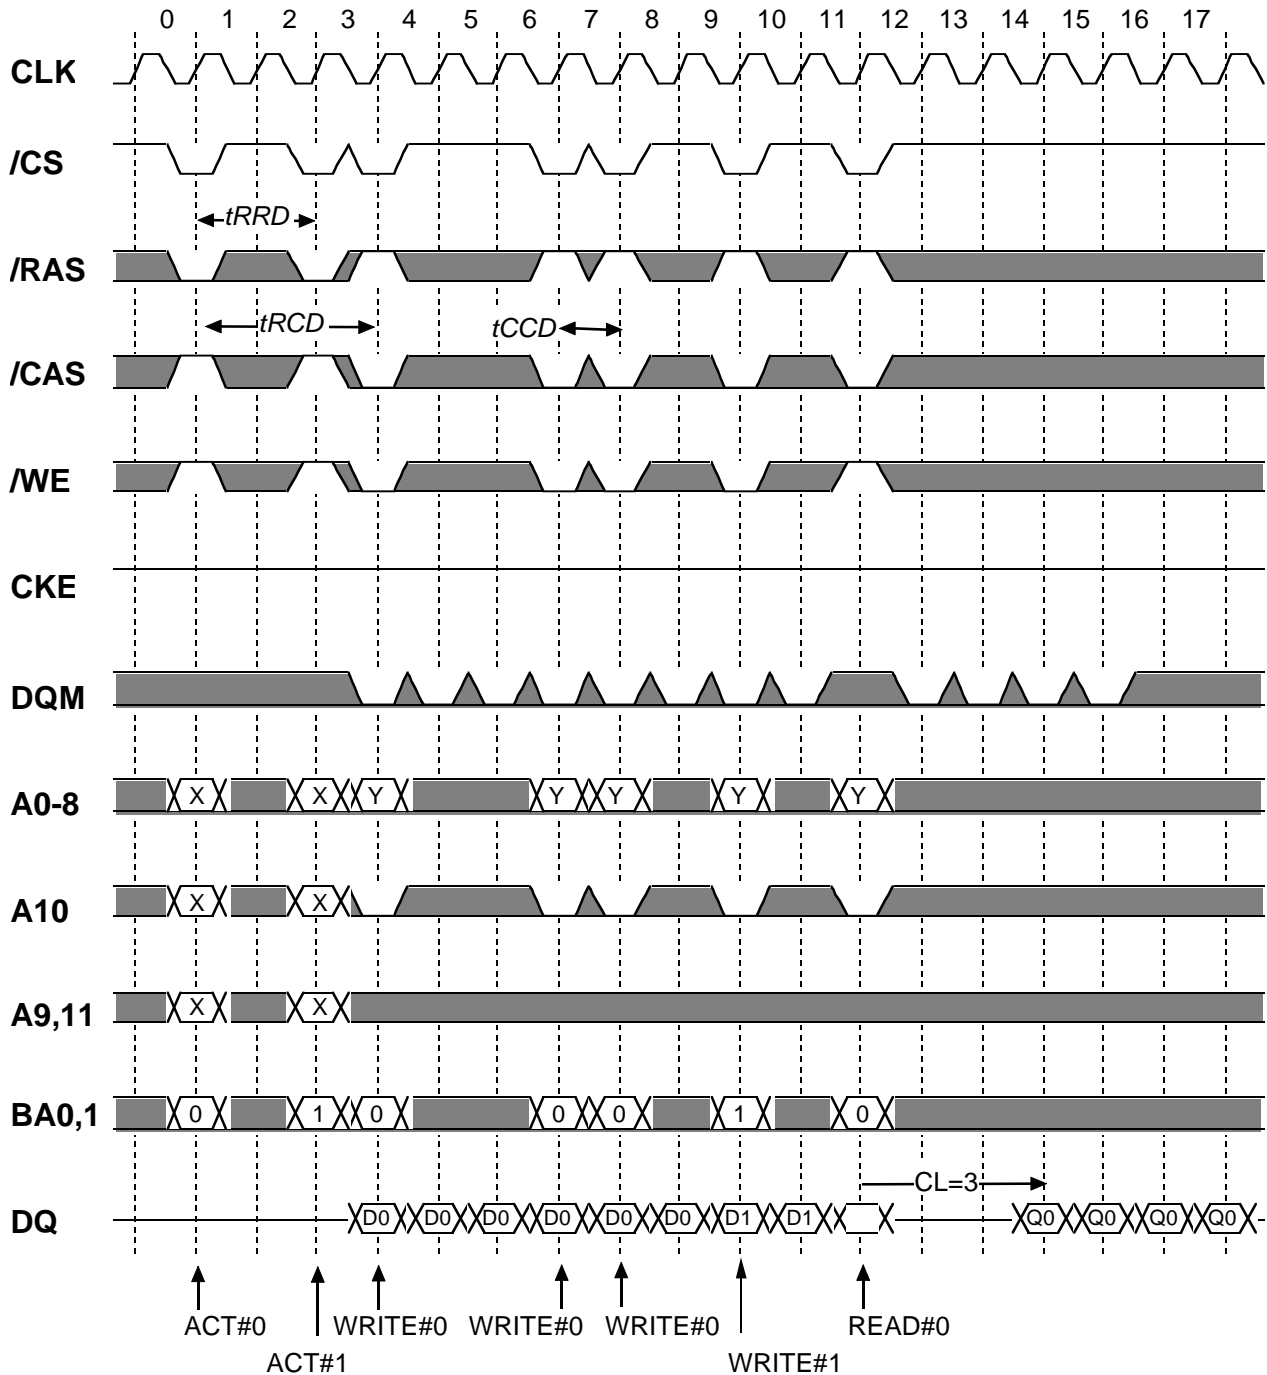 0 1 2 3 4 5 6 7 8 9 10 11 12 13 14 15 16 17
CLK
/CS
tRRD
/RAS
tRCD tCCD
/CAS
/WE
CKE
DQM
A0-8 X X Y Y Y Y Y
A10 X X
A9,11 X X
BA0,1 0 1 0 0 0 1 0
CL=3
DQ D0 D0 D0 D0 D0 D0 D1 D1 Q0 Q0 Q0 Q0
ACT#0 WRITE#0 WRITE#0 WRITE#0 READ#0
ACT#1 WRITE#1